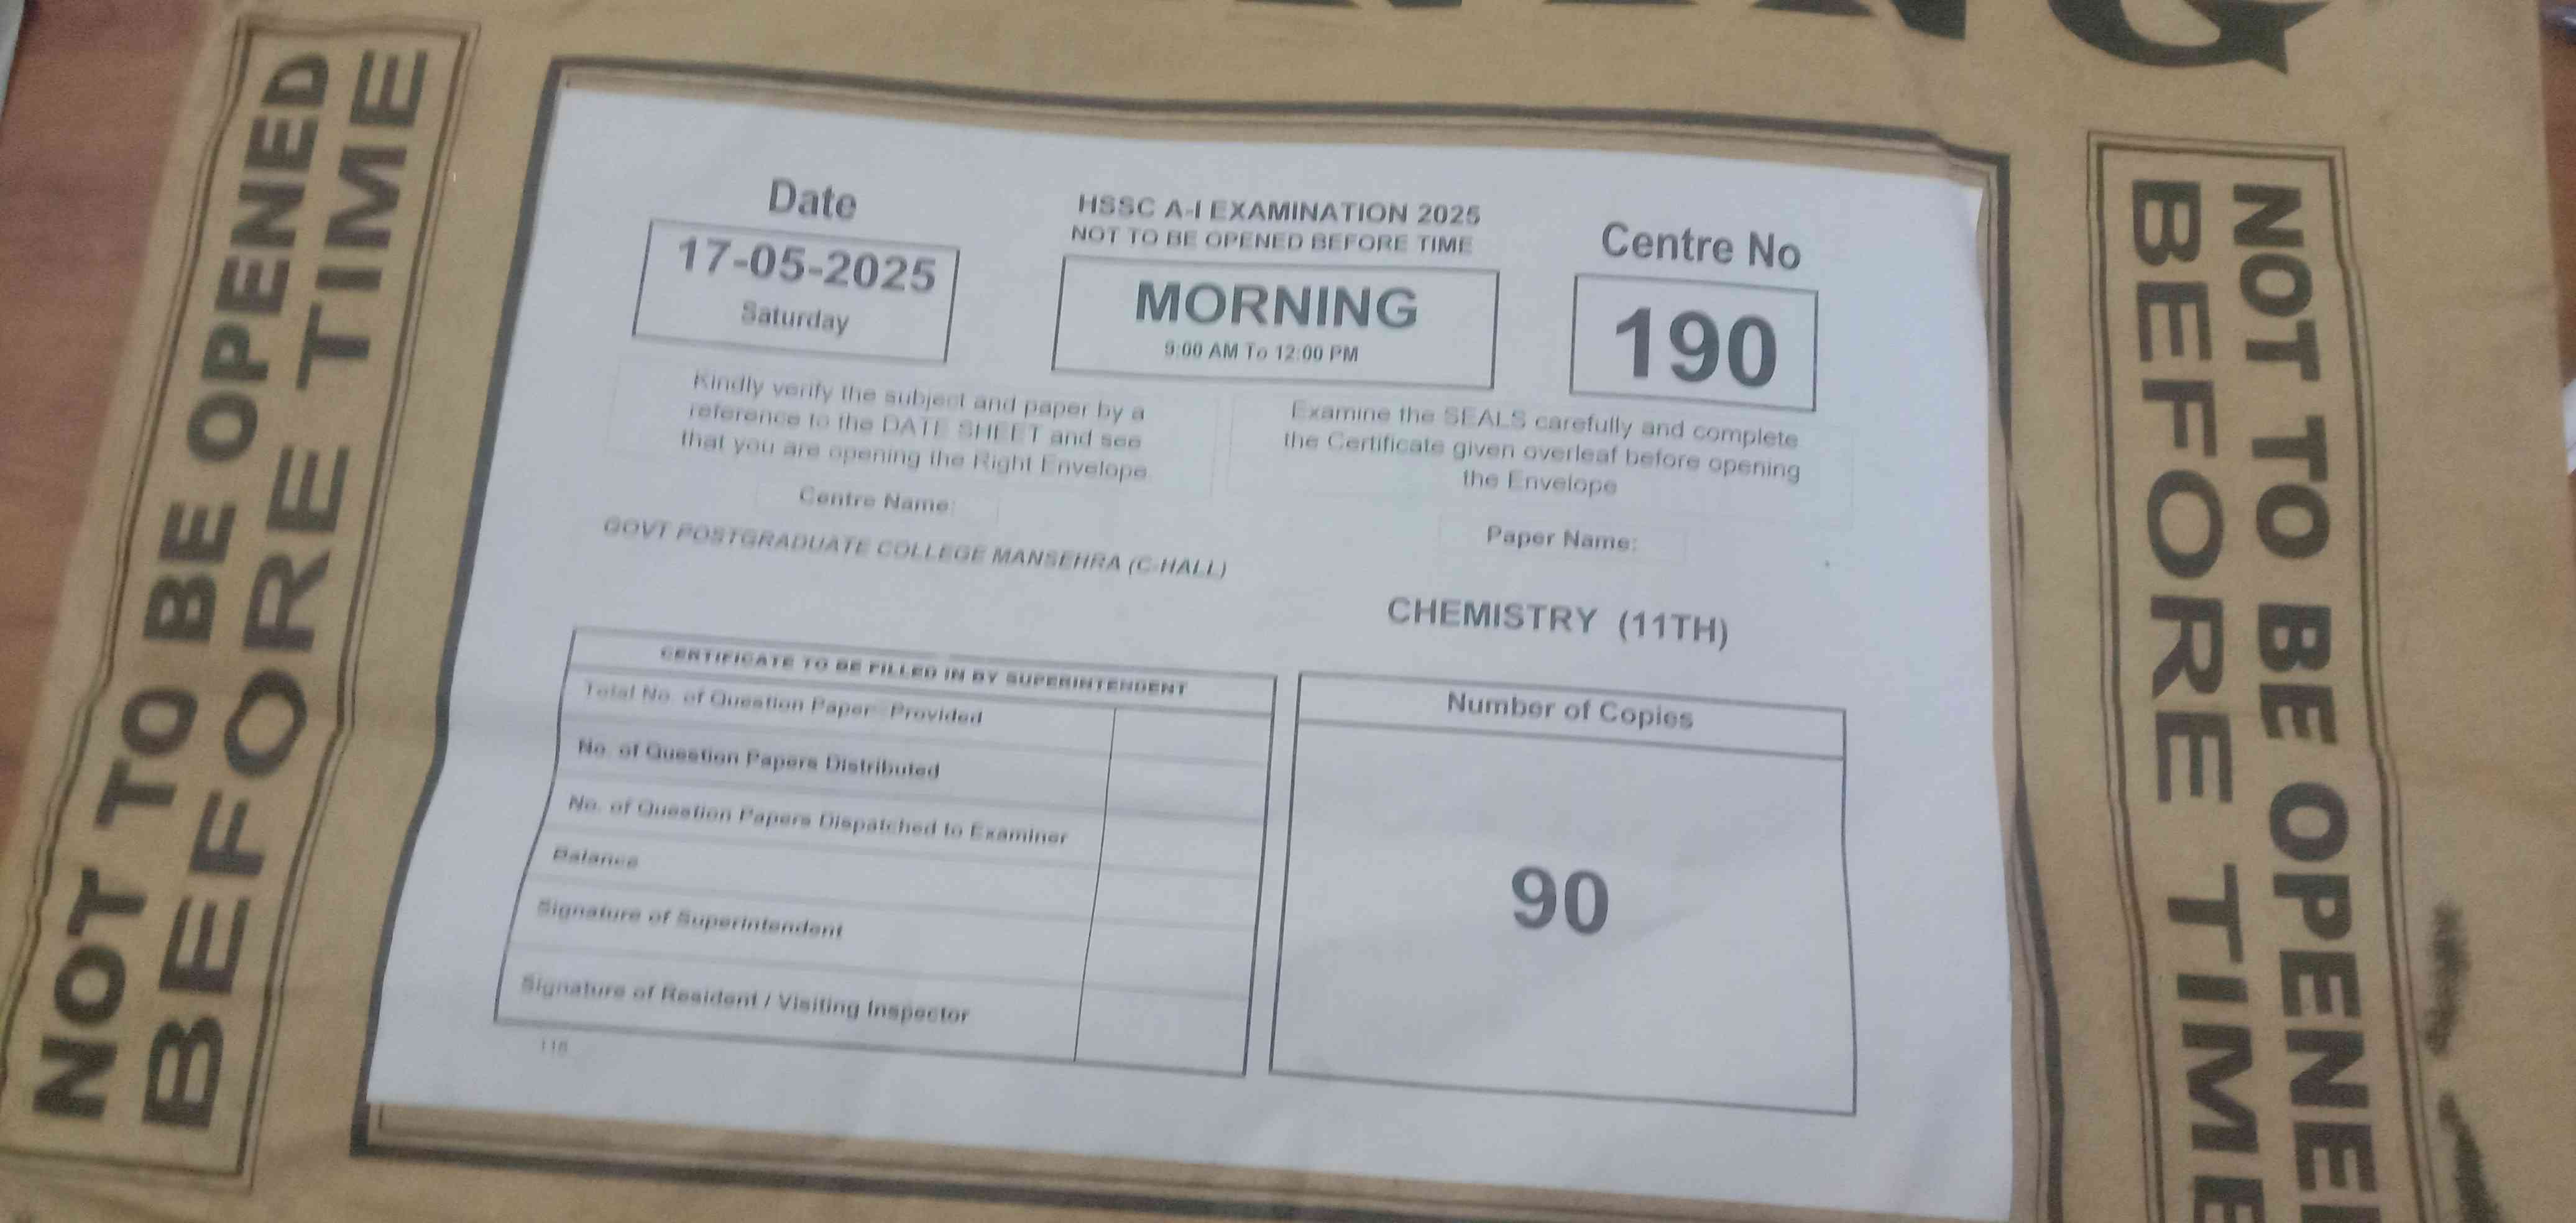 NOT TO BE OPENED
BEFORE TIME
Date
17-05-2025
Saturday
HSSC A-I EXAMINATION 2025
NOT TO BE OPENED BEFORE TIME
MORNING
9:00 AM To 12:00 PM
Centre No
190
Kindly verify the subject and paper by a
reference to the DATE SHEET and see
that you are opening the Right Envelope
Examine the SEALS carefully and complete
the Certificate given overleaf before opening
the Envelope
Centre Name:
GOVT POSTGRADUATE COLLEGE MANSEHRA (C-HALL)
Paper Name:
CHEMISTRY (11TH)
CERTIFICATE TO BE FILLED IN BY SUPERINTENDENT
Total No. of Question Paper Provided
No. of Question Papers Distributed
No. of Question Papers Dispatched to Examiner
Balance
Signature of Superintendent
Signature of Resident / Visiting Inspector
Number of Copies
90
NOT TO BE OPENE
BEFORE TIME